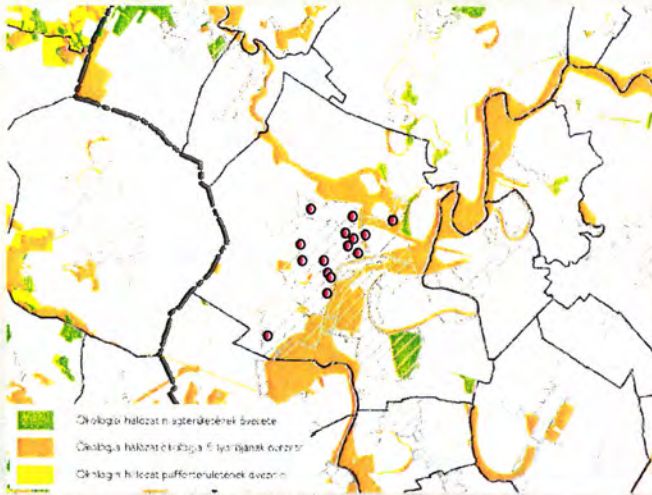 Ökológiai hálózat magterületének övezete
Ökológiai hálózat ökológiai folyosójának övezete
Ökológiai hálózat pufferterületének övezete